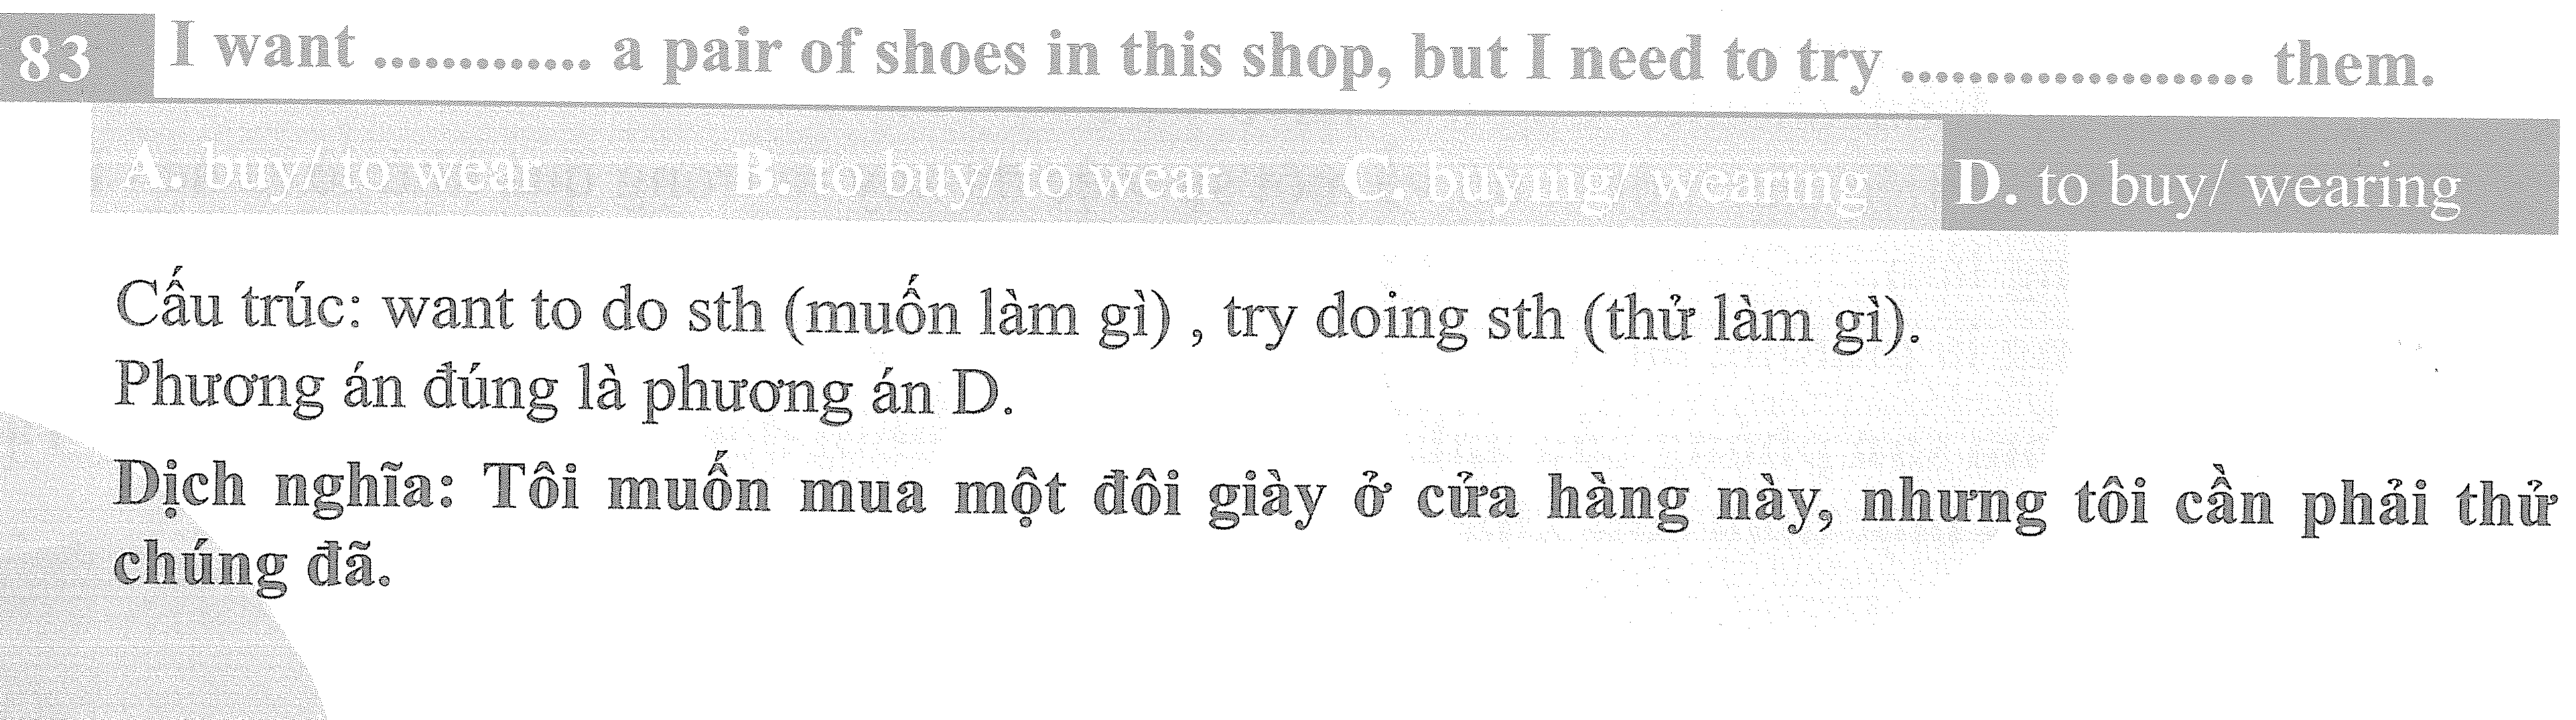 83 I want ............. a pair of shoes in this shop, but I need to try ..................... them.
A. buy/ to wear B. to buy/ to wear C. buying/ wearing D. to buy/ wearing
Cấu trúc: want to do sth (muốn làm gì) , try doing sth (thử làm gì).
Phương án đúng là phương án D.
Dịch nghĩa: Tôi muốn mua một đôi giày ở cửa hàng này, nhưng tôi cần phải thử
chúng đã.